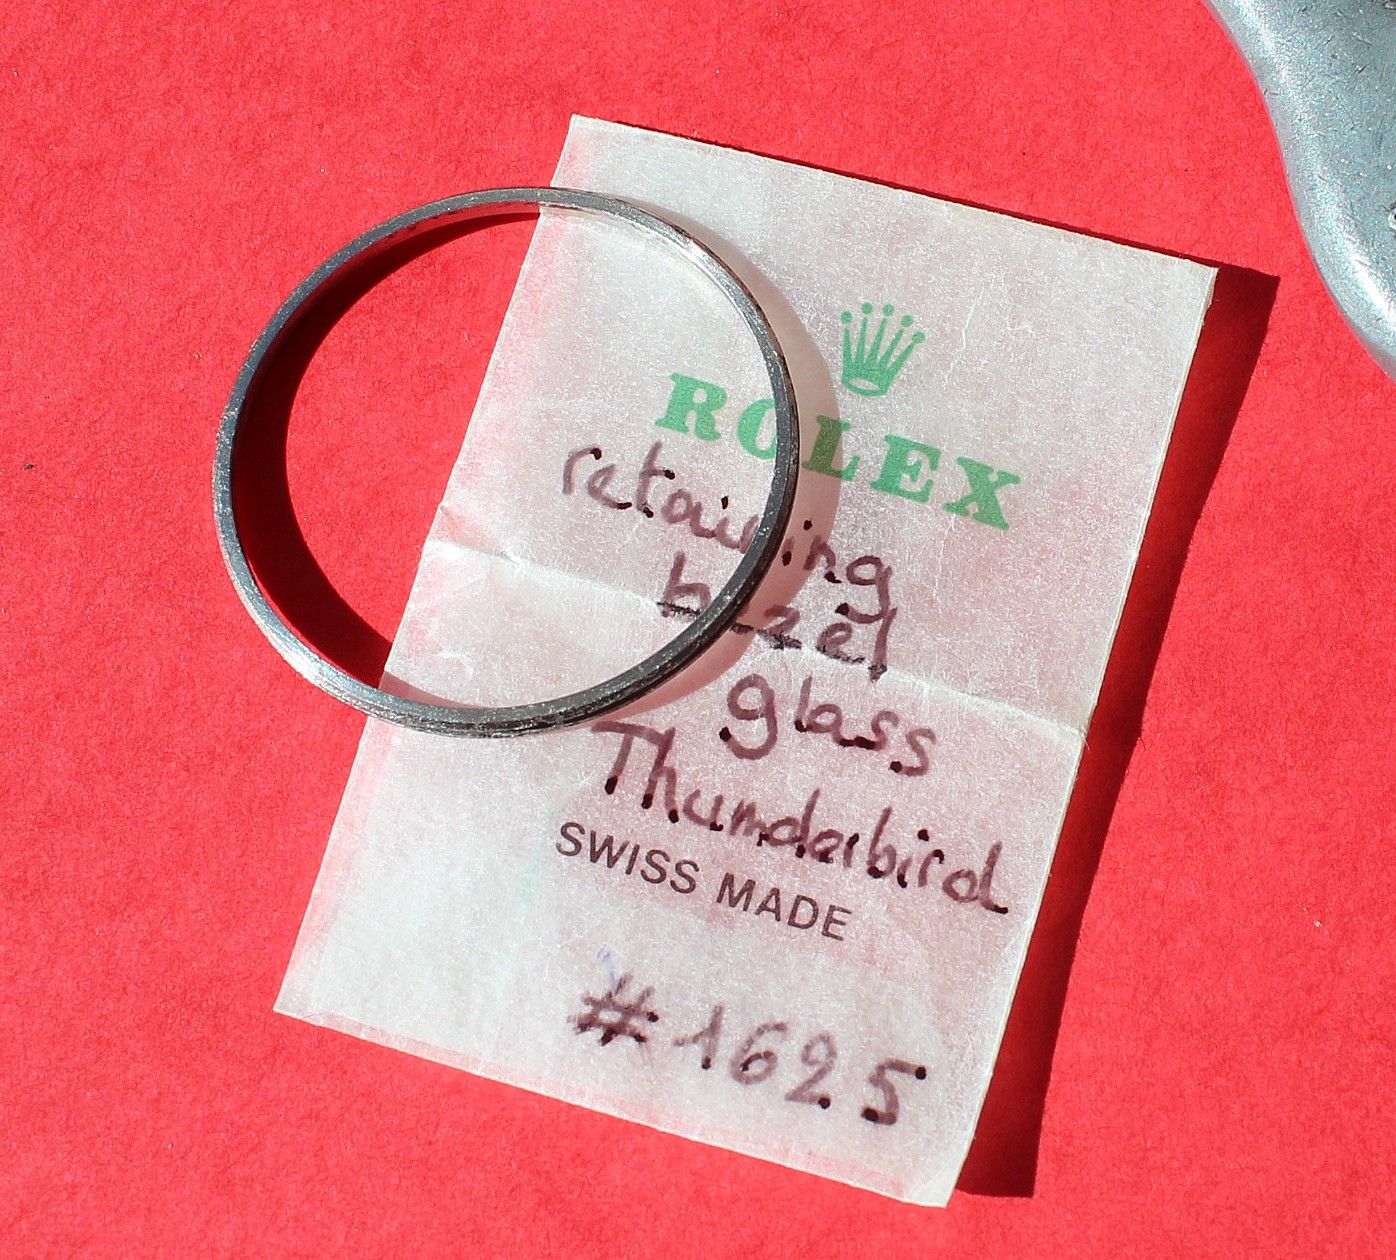 ROLEX
retaining
bezel
glass
Thunderbird
SWISS MADE
#1625